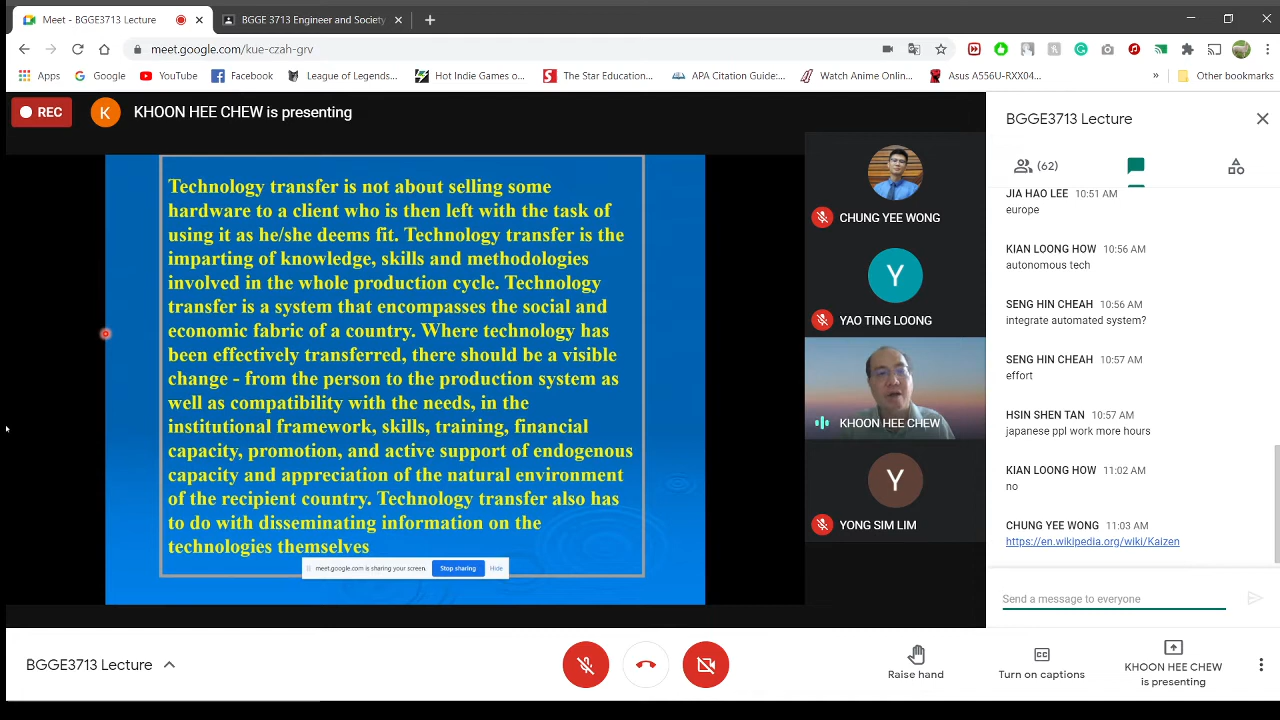 Meet - BGGE3713 Lecture
BGGE 3713 Engineer and Society
meet.google.com/kue-czah-grv
Apps
Google
YouTube
Facebook
League of Legends...
Hot Indie Games o...
The Star Education...
APA Citation Guide:...
Watch Anime Onlin...
Asus A556U-RXX04...
»
Other bookmarks
REC
K
KHOON HEE CHEW is presenting
Technology transfer is not about selling some
hardware to a client who is then left with the task of
using it as he/she deems fit. Technology transfer is the
imparting of knowledge, skills and methodologies
involved in the whole production cycle. Technology
transfer is a system that encompasses the social and
economic fabric of a country. Where technology has
been effectively transferred, there should be a visible
change - from the person to the production system as
well as compatibility with the needs, in the
institutional framework, skills, training, financial
capacity, promotion, and active support of endogenous
capacity and appreciation of the natural environment
of the recipient country. Technology transfer also has
to do with disseminating information on the
technologies themselves
meet.google.com is sharing your screen.
Stop sharing
Hide
CHUNG YEE WONG
Y
YAO TING LOONG
KHOON HEE CHEW
Y
YONG SIM LIM
BGGE3713 Lecture
(62)
JIA HAO LEE 10:51 AM
europe
KIAN LOONG HOW 10:56 AM
autonomous tech
SENG HIN CHEAH 10:56 AM
integrate automated system?
SENG HIN CHEAH 10:57 AM
effort
HSIN SHEN TAN 10:57 AM
japanese ppl work more hours
KIAN LOONG HOW 11:02 AM
no
CHUNG YEE WONG 11:03 AM
https://en.wikipedia.org/wiki/Kaizen
Send a message to everyone
BGGE3713 Lecture
Raise hand
CC
Turn on captions
KHOON HEE CHEW
is presenting